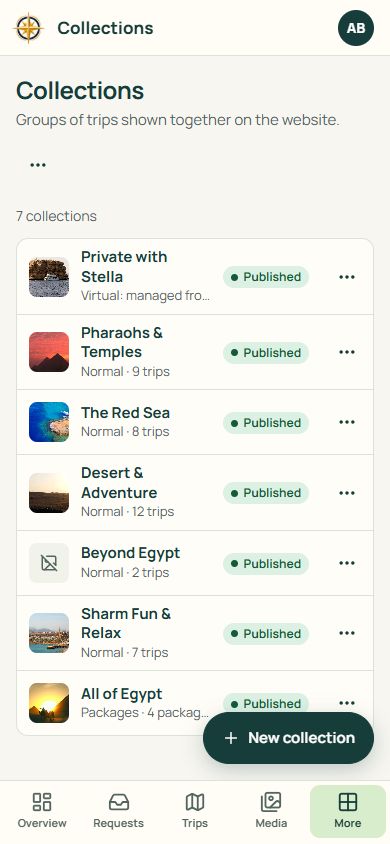 Collections
AB
Collections
Groups of trips shown together on the website.
7 collections
Private with
Stella
Virtual: managed fro...
Published
Pharaohs &
Temples
Normal · 9 trips
Published
The Red Sea
Normal · 8 trips
Published
Desert &
Adventure
Normal · 12 trips
Published
Beyond Egypt
Normal · 2 trips
Published
Sharm Fun &
Relax
Normal · 7 trips
Published
All of Egypt
Packages · 4 packag...
Published
+ New collection
Overview
Requests
Trips
Media
More